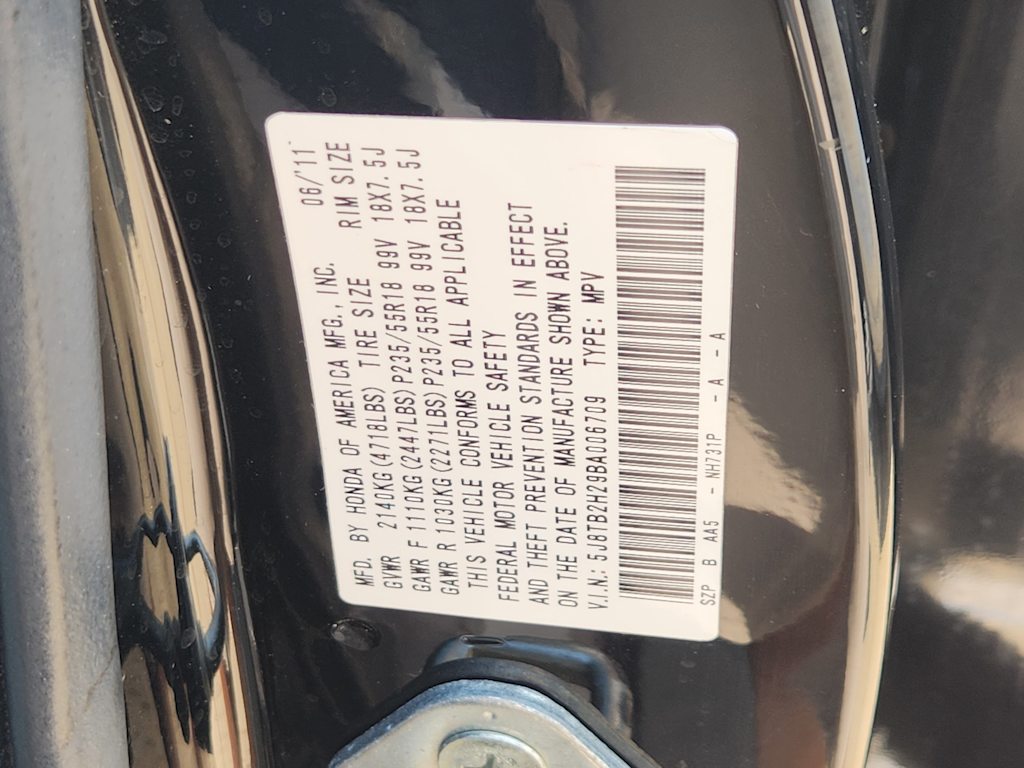 MFD. BY HONDA OF AMERICA MFG., INC. 06/'11
GVWR 2140KG(4718LBS) TIRE SIZE RIM SIZE
GAWR F 1110KG(2447LBS)P235/55R18 99V 18X7.5J
GAWR R 1030KG(2271LBS)P235/55R18 99V 18X7.5J
THIS VEHICLE CONFORMS TO ALL APPLICABLE
FEDERAL MOTOR VEHICLE SAFETY
AND THEFT PREVENTION STANDARDS IN EFFECT
ON THE DATE OF MANUFACTURE SHOWN ABOVE.
V.I.N.: 5J8TB2H29BA006709 TYPE: MPV
SZP B AA5 - NH731P - A - A - A